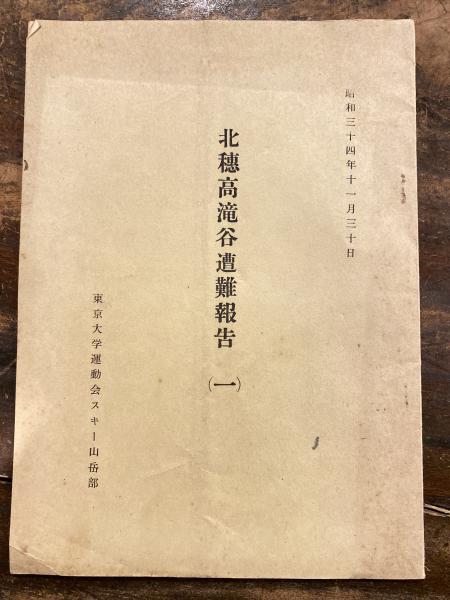 昭和三十四年十一月三十日
北穗高滝谷遭難報告
(一)
東京大学運動会スキー山岳部